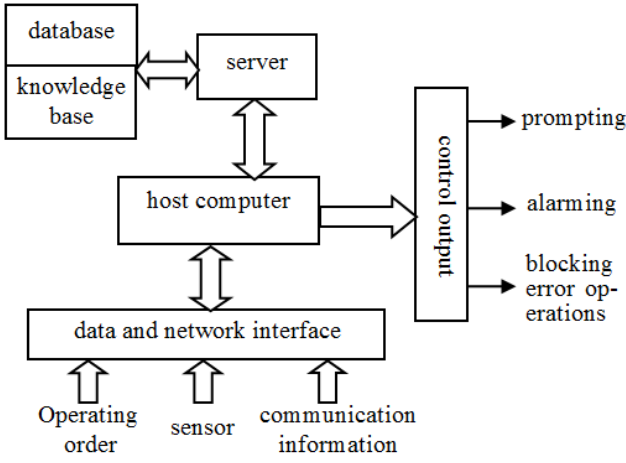 database
knowledge
base
server
host computer
control output
prompting
alarming
blocking
error op-
erations
data and network interface
Operating
order
sensor
communication
information